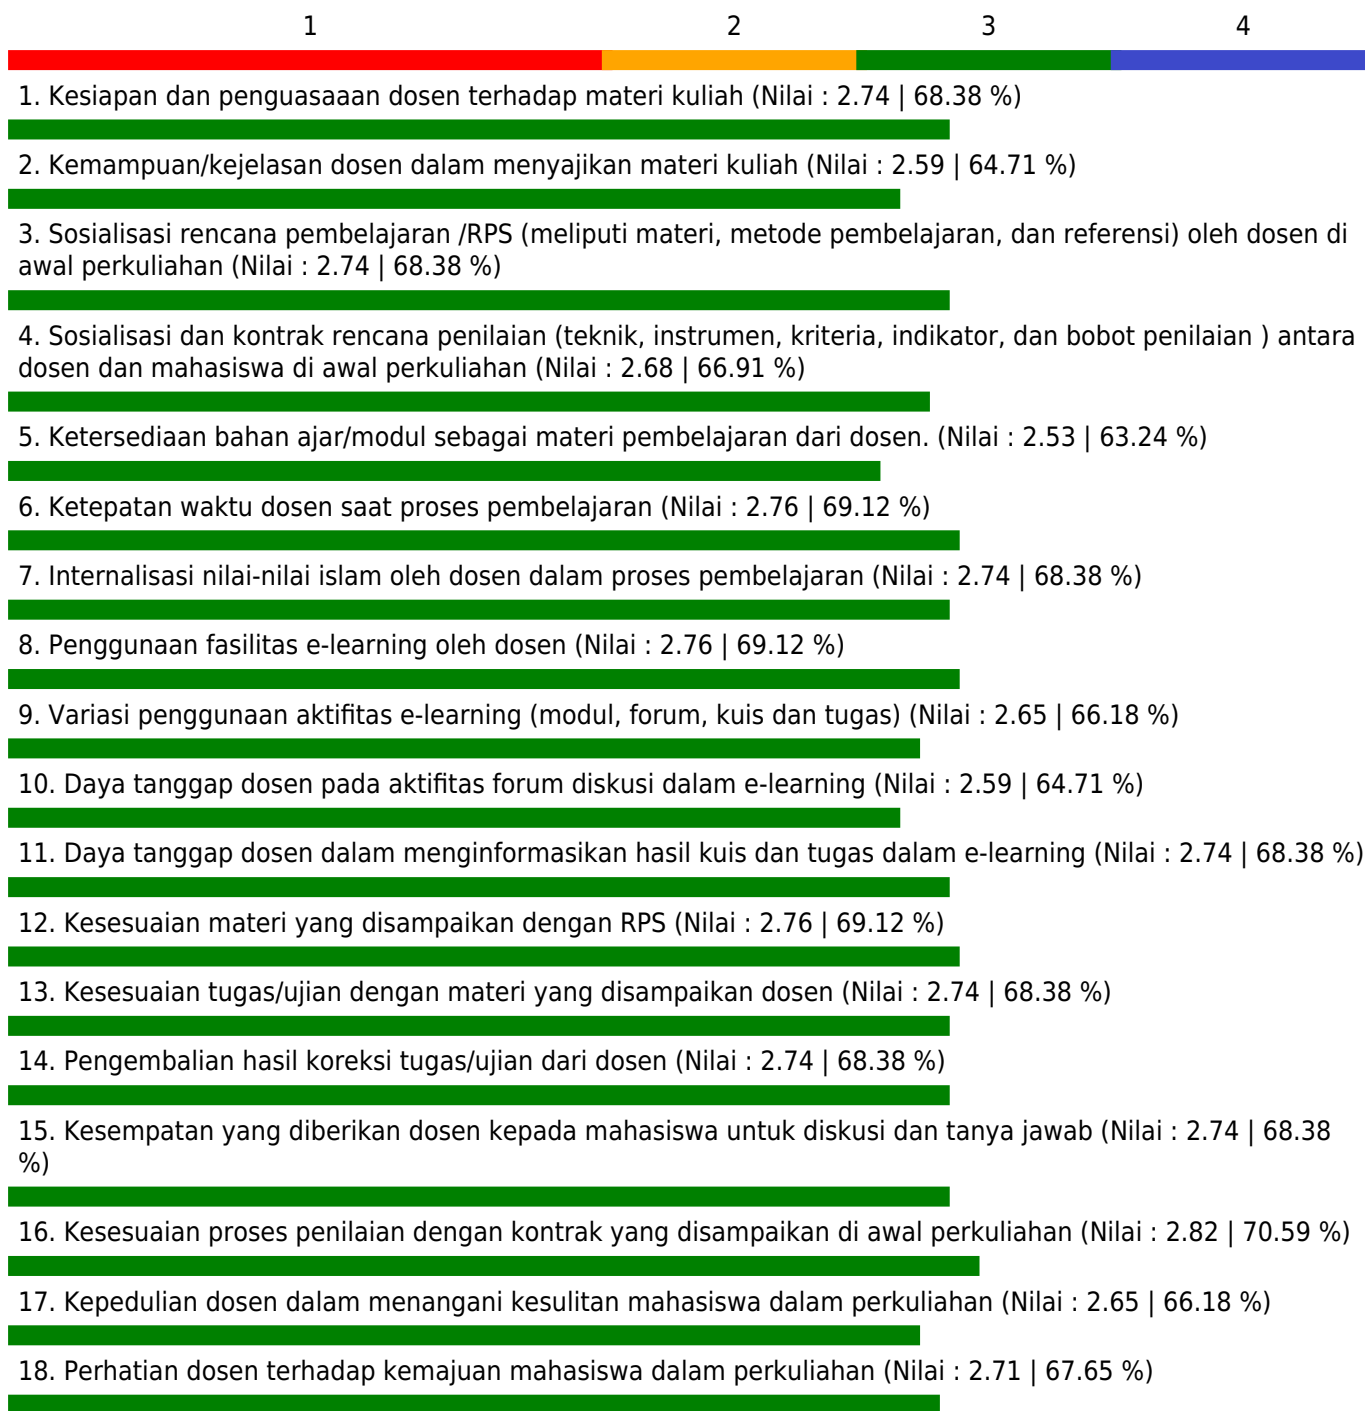 1 2 3 4
1. Kesiapan dan penguasaaan dosen terhadap materi kuliah (Nilai : 2.74 | 68.38 %)
2. Kemampuan/kejelasan dosen dalam menyajikan materi kuliah (Nilai : 2.59 | 64.71 %)
3. Sosialisasi rencana pembelajaran /RPS (meliputi materi, metode pembelajaran, dan referensi) oleh dosen di
awal perkuliahan (Nilai : 2.74 | 68.38 %)
4. Sosialisasi dan kontrak rencana penilaian (teknik, instrumen, kriteria, indikator, dan bobot penilaian ) antara
dosen dan mahasiswa di awal perkuliahan (Nilai : 2.68 | 66.91 %)
5. Ketersediaan bahan ajar/modul sebagai materi pembelajaran dari dosen. (Nilai : 2.53 | 63.24 %)
6. Ketepatan waktu dosen saat proses pembelajaran (Nilai : 2.76 | 69.12 %)
7. Internalisasi nilai-nilai islam oleh dosen dalam proses pembelajaran (Nilai : 2.74 | 68.38 %)
8. Penggunaan fasilitas e-learning oleh dosen (Nilai : 2.76 | 69.12 %)
9. Variasi penggunaan aktifitas e-learning (modul, forum, kuis dan tugas) (Nilai : 2.65 | 66.18 %)
10. Daya tanggap dosen pada aktifitas forum diskusi dalam e-learning (Nilai : 2.59 | 64.71 %)
11. Daya tanggap dosen dalam menginformasikan hasil kuis dan tugas dalam e-learning (Nilai : 2.74 | 68.38 %)
12. Kesesuaian materi yang disampaikan dengan RPS (Nilai : 2.76 | 69.12 %)
13. Kesesuaian tugas/ujian dengan materi yang disampaikan dosen (Nilai : 2.74 | 68.38 %)
14. Pengembalian hasil koreksi tugas/ujian dari dosen (Nilai : 2.74 | 68.38 %)
15. Kesempatan yang diberikan dosen kepada mahasiswa untuk diskusi dan tanya jawab (Nilai : 2.74 | 68.38
%)
16. Kesesuaian proses penilaian dengan kontrak yang disampaikan di awal perkuliahan (Nilai : 2.82 | 70.59 %)
17. Kepedulian dosen dalam menangani kesulitan mahasiswa dalam perkuliahan (Nilai : 2.65 | 66.18 %)
18. Perhatian dosen terhadap kemajuan mahasiswa dalam perkuliahan (Nilai : 2.71 | 67.65 %)